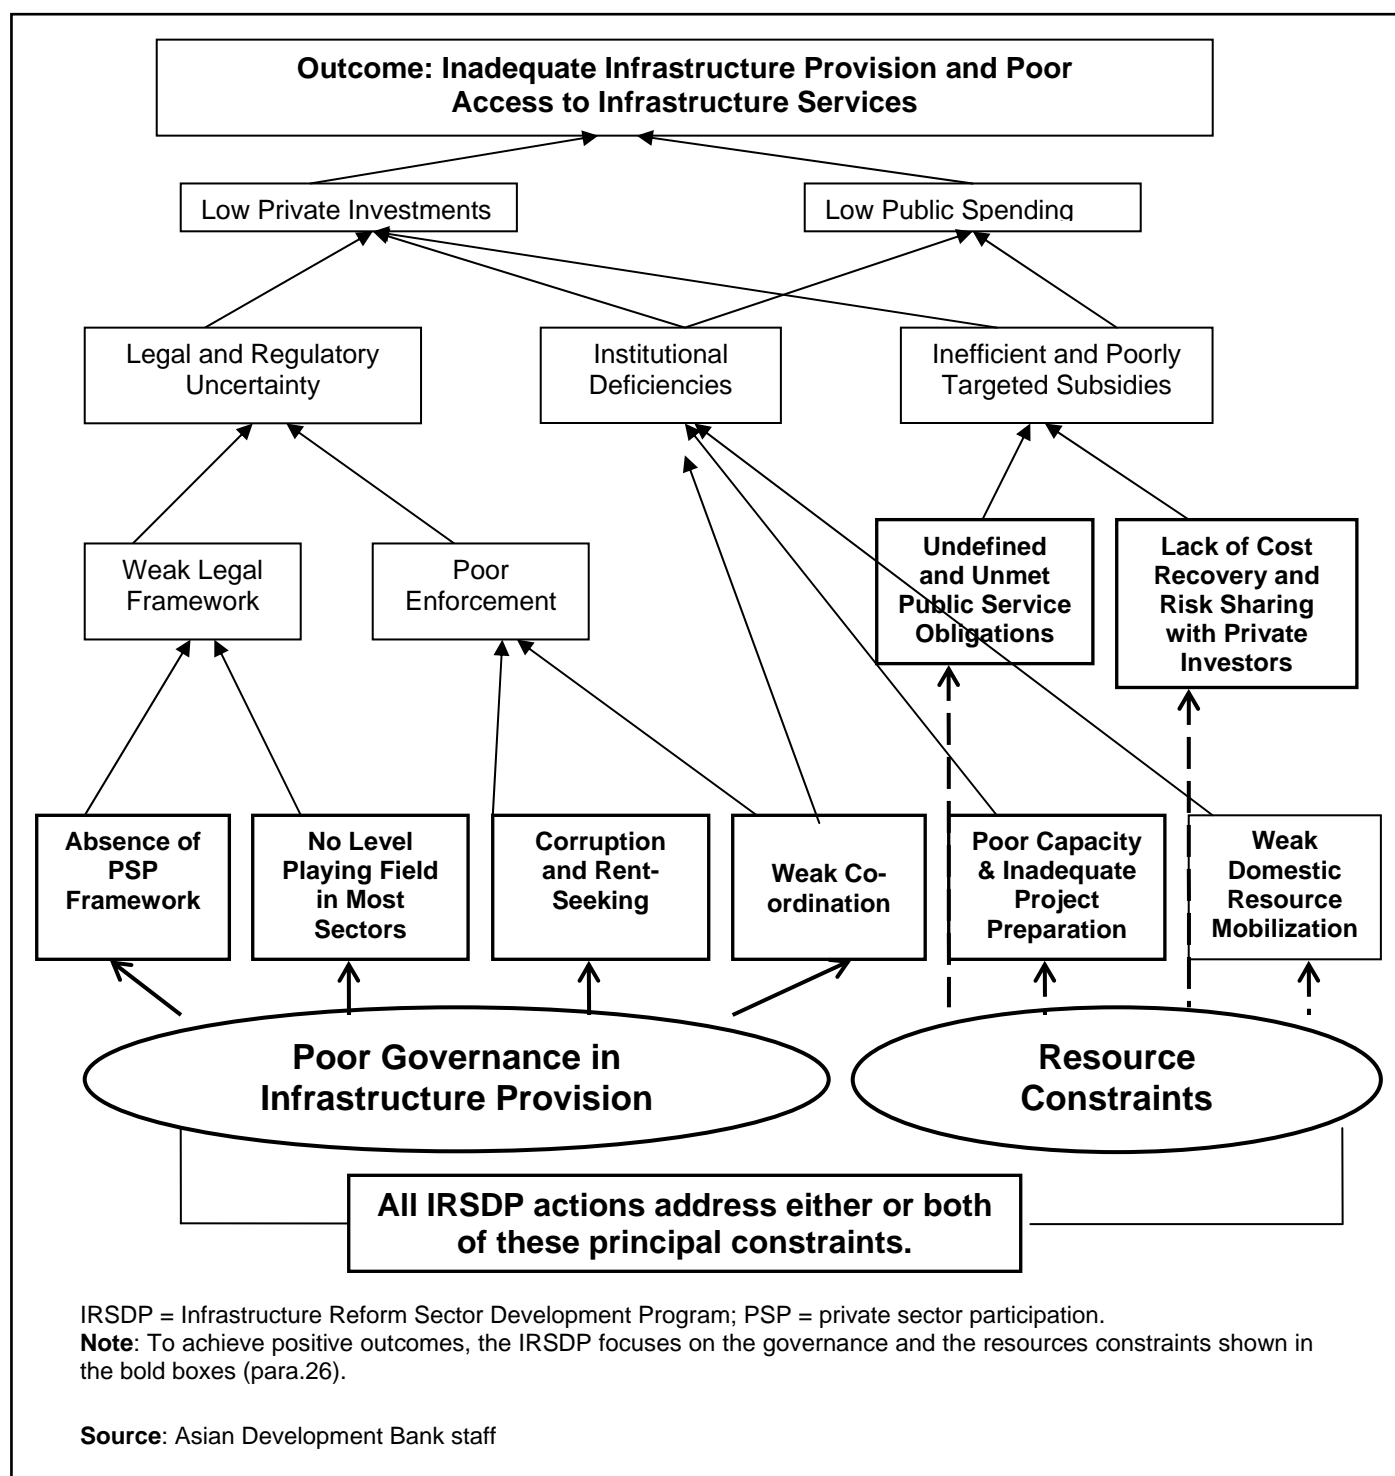 Outcome: Inadequate Infrastructure Provision and Poor
Access to Infrastructure Services
Low Private Investments
Low Public Spending
Legal and Regulatory
Uncertainty
Institutional
Deficiencies
Inefficient and Poorly
Targeted Subsidies
Undefined
and Unmet
Public Service
Obligations
Lack of Cost
Recovery and
Risk Sharing
with Private
Investors
Weak Legal
Framework
Poor
Enforcement
Absence of
PSP
Framework
No Level
Playing Field
in Most
Sectors
Corruption
and Rent-
Seeking
Weak Co-
ordination
Poor Capacity
& Inadequate
Project
Preparation
Weak
Domestic
Resource
Mobilization
Poor Governance in
Infrastructure Provision
Resource
Constraints
All IRSDP actions address either or both
of these principal constraints.
IRSDP = Infrastructure Reform Sector Development Program; PSP = private sector participation.
Note: To achieve positive outcomes, the IRSDP focuses on the governance and the resources constraints shown in
the bold boxes (para.26).
Source: Asian Development Bank staff